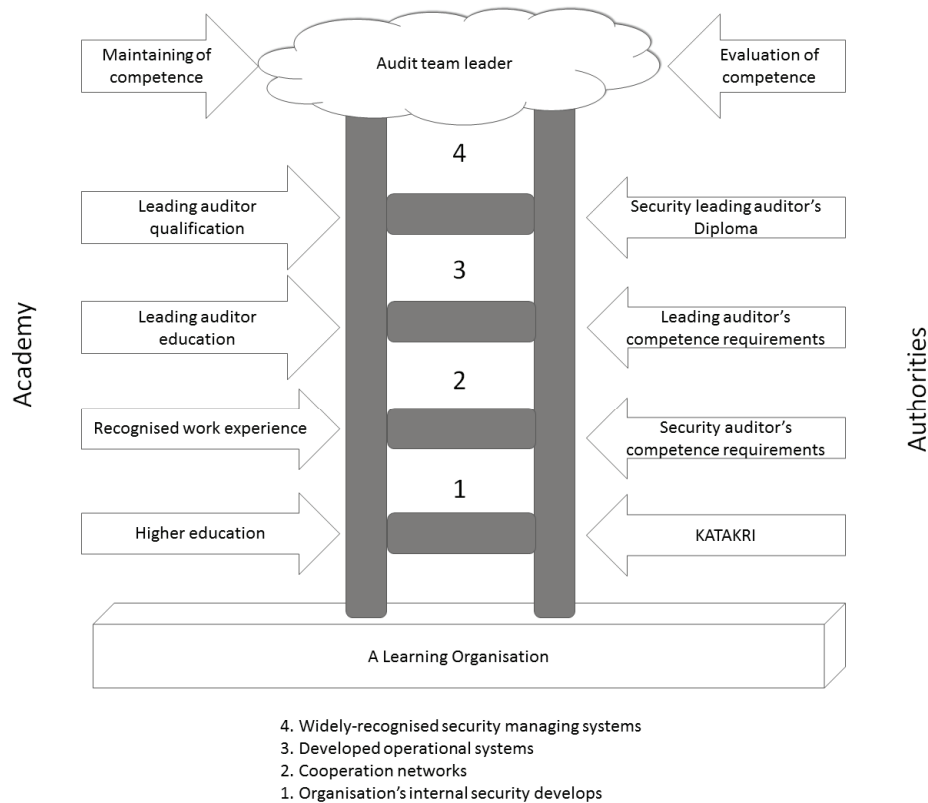 Maintaining of
competence
Audit team leader
Evaluation of
competence
4
Leading auditor
qualification
Security leading auditor's
Diploma
3
Leading auditor
education
Leading auditor's
competence requirements
Academy
Authorities
2
Recognised work experience
Security auditor's
competence requirements
1
Higher education
KATAKRI
A Learning Organisation
4. Widely-recognised security managing systems
3. Developed operational systems
2. Cooperation networks
1. Organisation's internal security develops